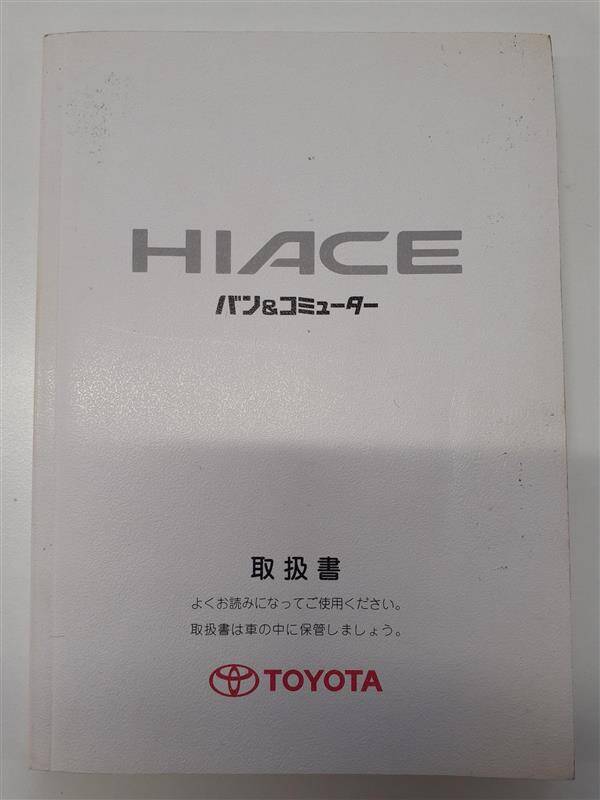 HIACE
バン&コミューター
取扱書
よくお読みになってご使用ください。
取扱書は車の中に保管しましょう。
TOYOTA